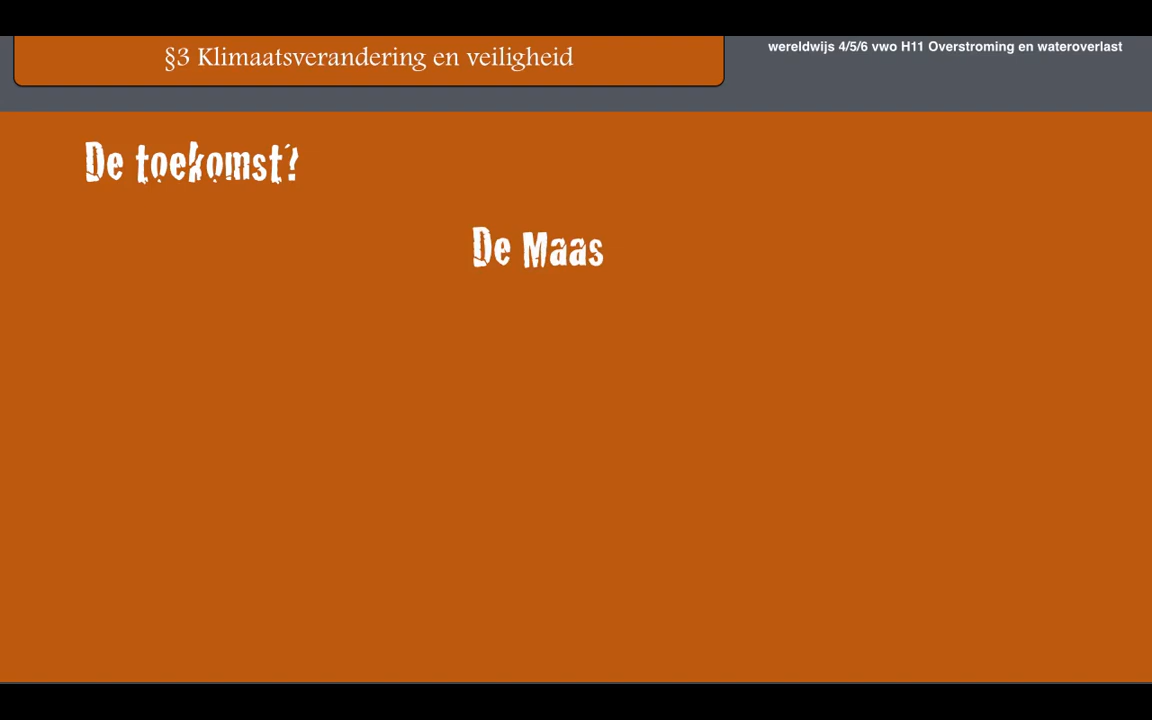 §3 Klimaatsverandering en veiligheid
wereldwijs 4/5/6 vwo H11 Overstroming en wateroverlast
De toekomst?
De Maas